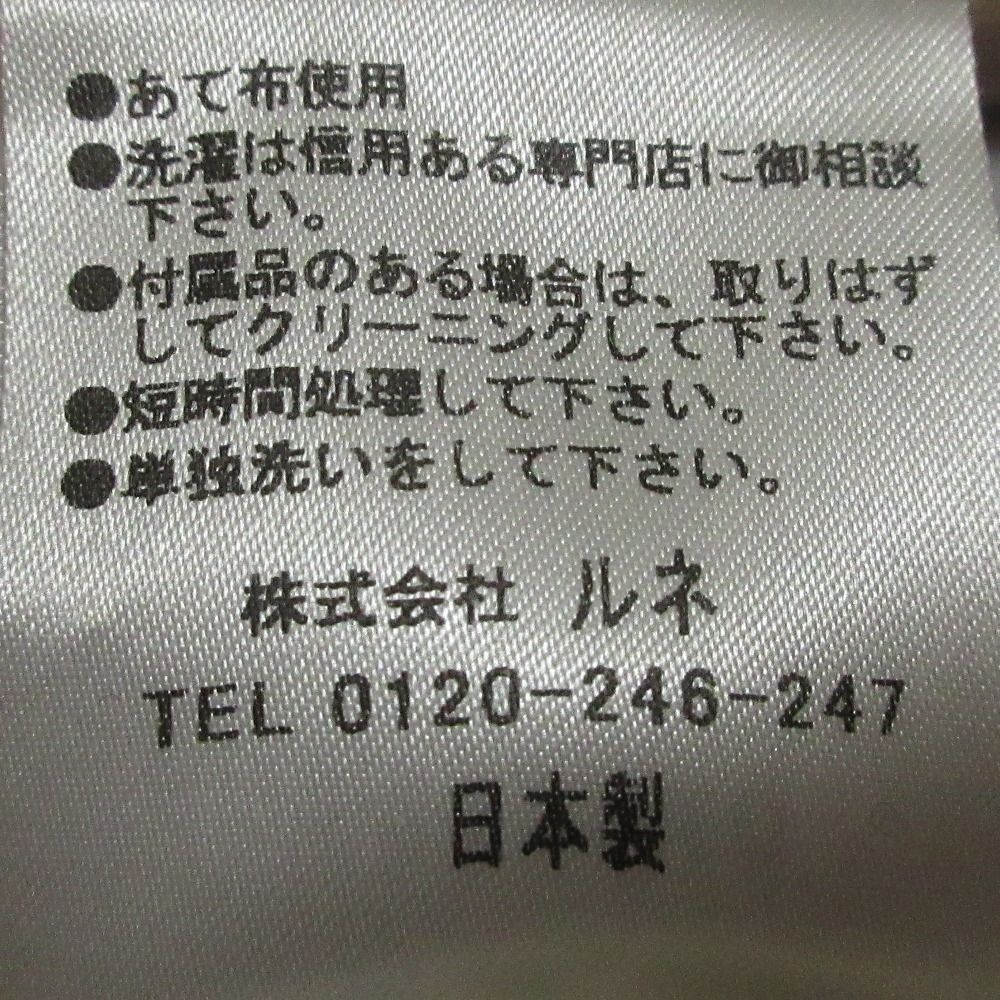 ●あて布使用
●洗濯は信用ある専門店に御相談
下さい。
●付属品のある場合は、取りはず
してクリーニングして下さい。
●短時間処理して下さい。
●単独洗いをして下さい。
株式会社 ルネ
TEL 0120-246-247
日本製